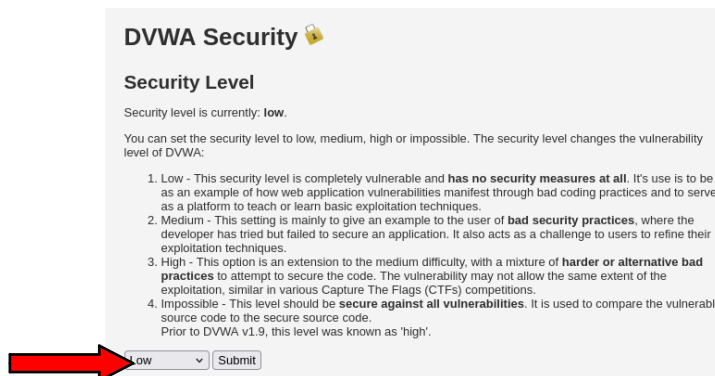 DVWA Security
Security Level
Security level is currently: low.
You can set the security level to low, medium, high or impossible. The security level changes the vulnerability
level of DVWA:
1. Low - This security level is completely vulnerable and has no security measures at all. It's use is to be
as an example of how web application vulnerabilities manifest through bad coding practices and to serve
as a platform to teach or learn basic exploitation techniques.
2. Medium - This setting is mainly to give an example to the user of bad security practices, where the
developer has tried but failed to secure an application. It also acts as a challenge to users to refine their
exploitation techniques.
3. High - This option is an extension to the medium difficulty, with a mixture of harder or alternative bad
practices to attempt to secure the code. The vulnerability may not allow the same extent of the
exploitation, similar in various Capture The Flags (CTFs) competitions.
4. Impossible - This level should be secure against all vulnerabilities. It is used to compare the vulnerabl
source code to the secure source code.
Prior to DVWA v1.9, this level was known as 'high'.
Low Submit